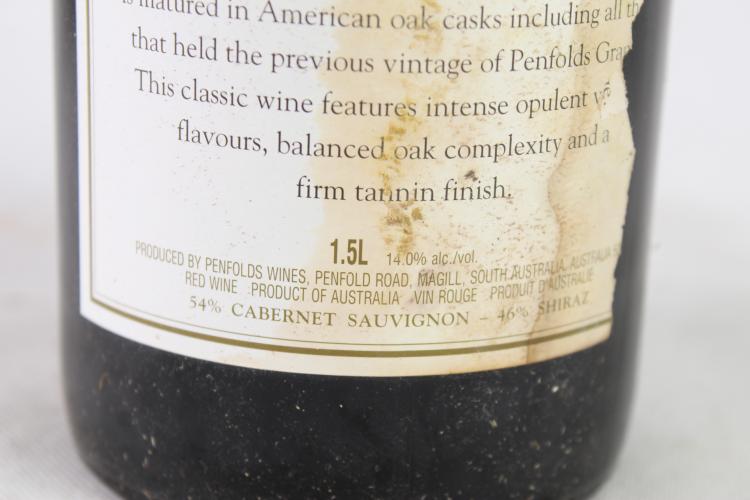 is matured in American oak casks including all
that held the previous vintage of Penfolds
This classic wine features intense opulent
flavours, balanced oak complexity and a
firm tannin finish.
1.5L 14.0% alc./vol.
PRODUCED BY PENFOLDS WINES, PENFOLD ROAD, MAGILL, SOUTH AUSTRALIA, AUSTRALIA
RED WINE PRODUCT OF AUSTRALIA VIN ROUGE PRODUIT D'AUSTRALIE
54% CABERNET SAUVIGNON – 46% SHIRAZ